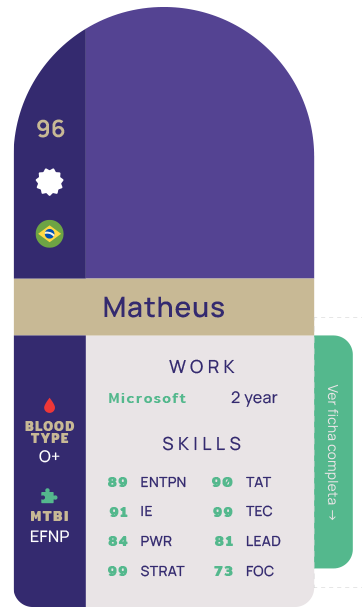 96
Matheus
WORK
Microsoft 2 year
SKILLS
89 ENTPN 90 TAT
91 IE 99 TEC
84 PWR 81 LEAD
99 STRAT 73 FOC
BLOOD
TYPE
O+
MTBI
EFNP
Ver ficha completa →